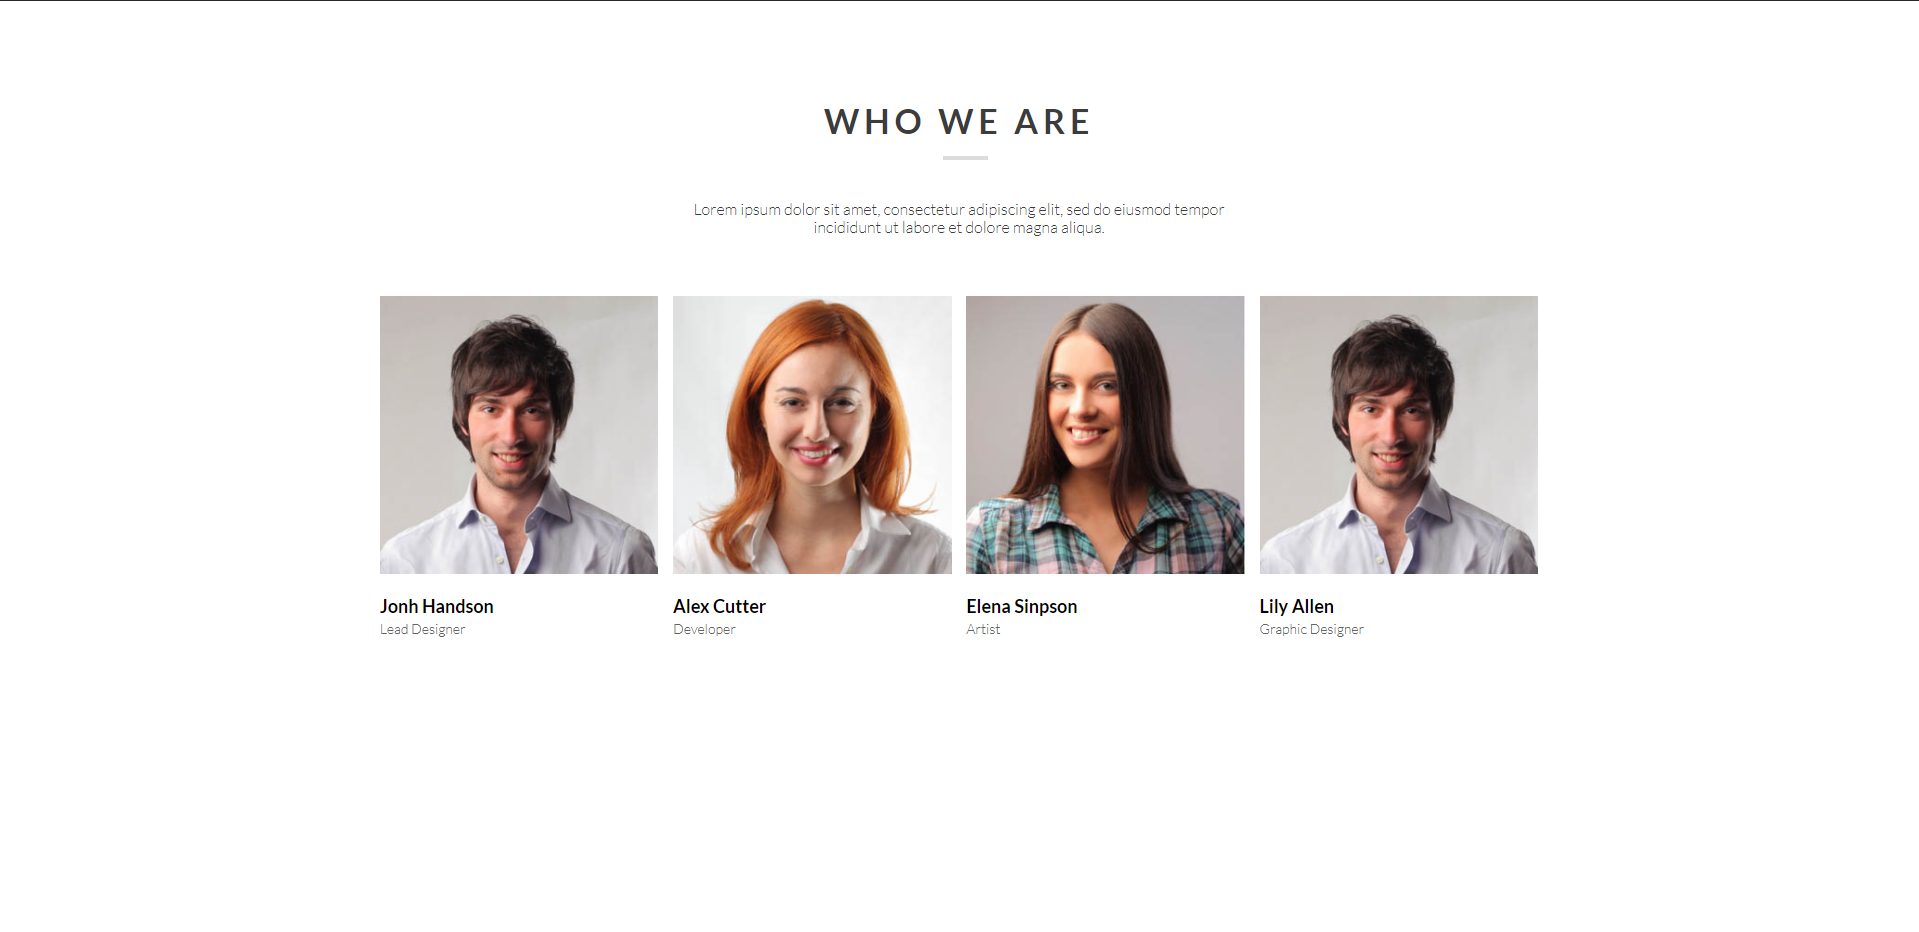 WHO WE ARE
Lorem ipsum dolor sit amet, consectetur adipiscing elit, sed do eiusmod tempor
incididunt ut labore et dolore magna aliqua.
Jonh Handson
Lead Designer
Alex Cutter
Developer
Elena Sinpson
Artist
Lily Allen
Graphic Designer